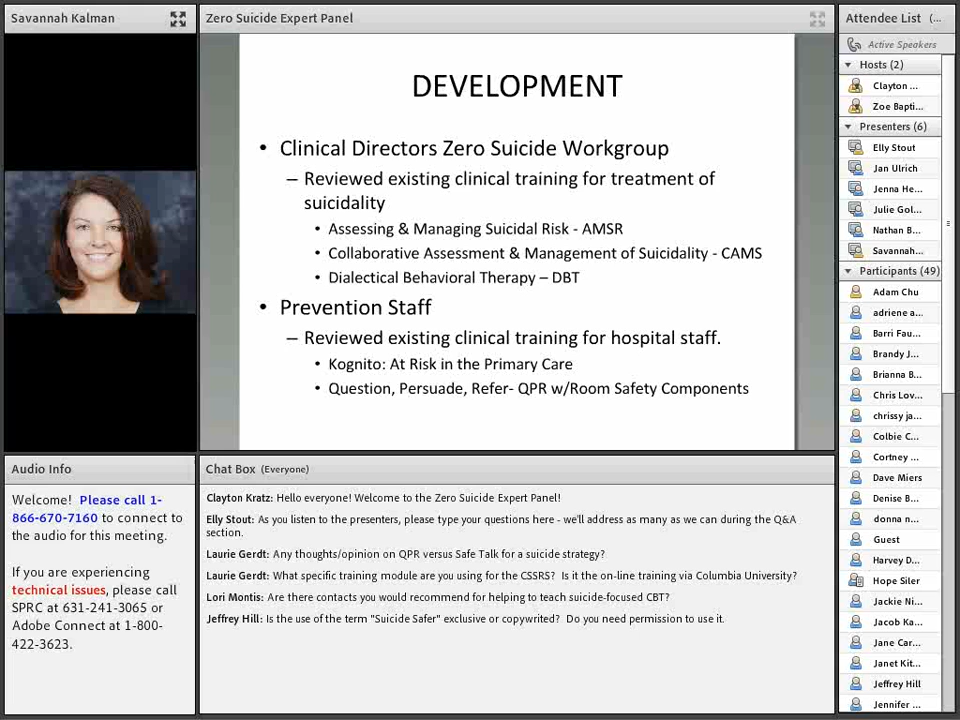 Savannah Kalman
Zero Suicide Expert Panel
DEVELOPMENT
• Clinical Directors Zero Suicide Workgroup
– Reviewed existing clinical training for treatment of
suicidality
• Assessing & Managing Suicidal Risk - AMSR
• Collaborative Assessment & Management of Suicidality - CAMS
• Dialectical Behavioral Therapy – DBT
• Prevention Staff
– Reviewed existing clinical training for hospital staff.
• Kognito: At Risk in the Primary Care
• Question, Persuade, Refer- QPR w/Room Safety Components
Audio Info
Welcome! Please call 1-
866-670-7160 to connect to
the audio for this meeting.
If you are experiencing
technical issues, please call
SPRC at 631-241-3065 or
Adobe Connect at 1-800-
422-3623.
Chat Box (Everyone)
Clayton Kratz: Hello everyone! Welcome to the Zero Suicide Expert Panel!
Elly Stout: As you listen to the presenters, please type your questions here - we'll address as many as we can during the Q&A
section.
Laurie Gerdt: Any thoughts/opinion on QPR versus Safe Talk for a suicide strategy?
Laurie Gerdt: What specific training module are you using for the CSSRS? Is it the on-line training via Columbia University?
Lori Montis: Are there contacts you would recommend for helping to teach suicide-focused CBT?
Jeffrey Hill: Is the use of the term "Suicide Safer" exclusive or copywrited? Do you need permission to use it.
Attendee List (...
Active Speakers
Hosts (2)
Clayton ...
Zoe Bapti...
Presenters (6)
Elly Stout
Jan Ulrich
Jenna He...
Julie Gol...
Nathan B...
Savannah...
Participants (49)
Adam Chu
adriene a...
Barri Fau...
Brandy J...
Brianna B...
Chris Lov...
chrissy ja...
Colbie C...
Cortney ...
Dave Miers
Denise B...
donna n...
Guest
Harvey D...
Hope Siler
Jackie Ni...
Jacob Ka...
Jane Car...
Janet Kit...
Jeffrey Hill
Jennifer ...